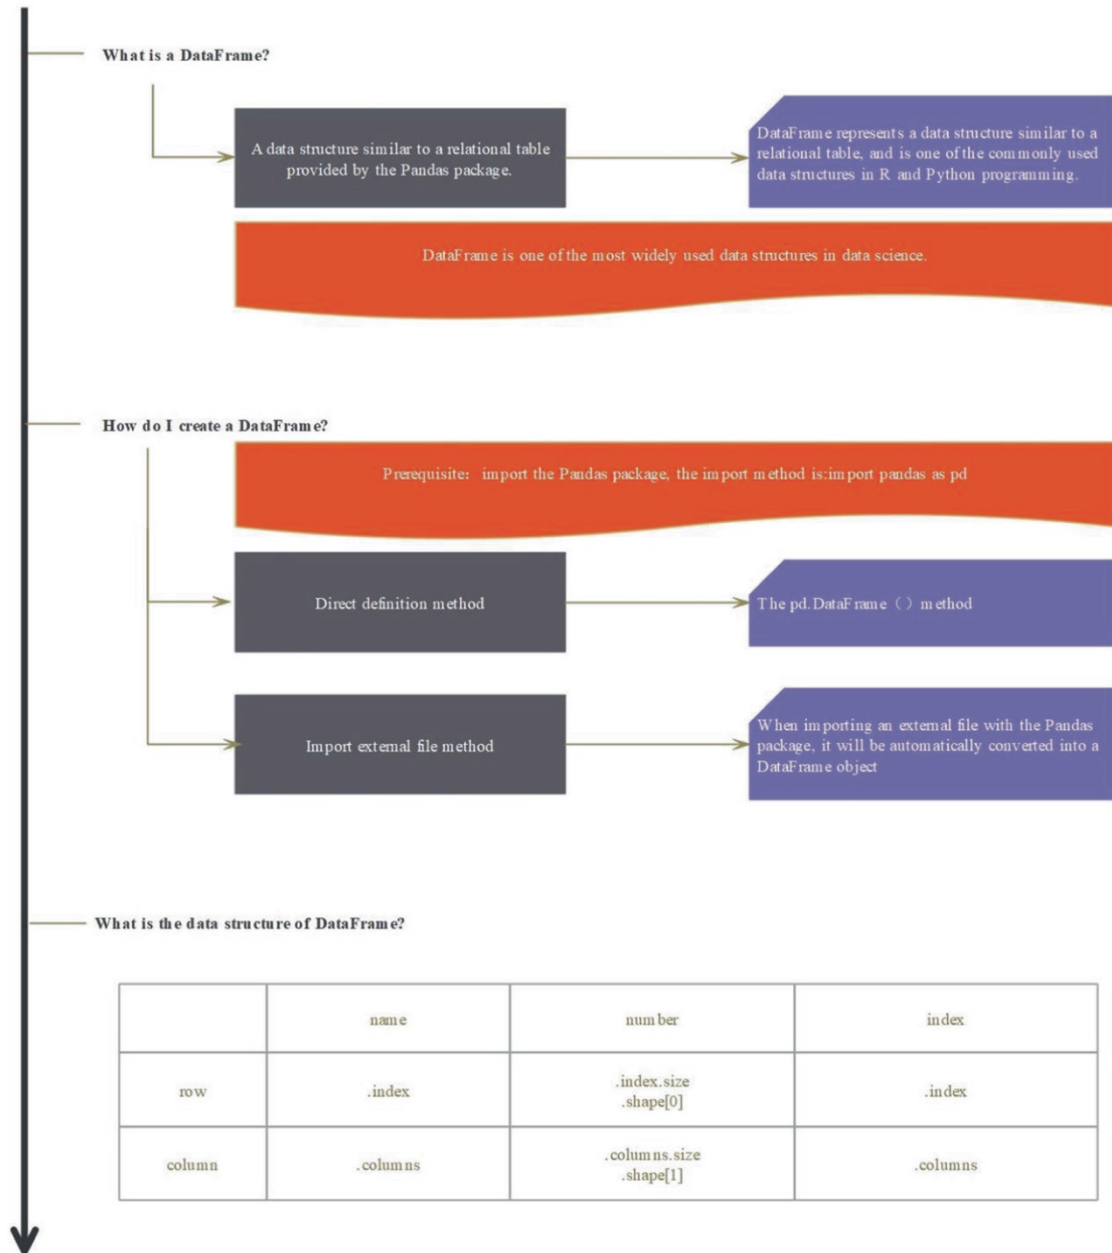 What is a DataFrame?
A data structure similar to a relational table
provided by the Pandas package.
DataFrame represents a data structure similar to a
relational table, and is one of the commonly used
data structures in R and Python programming.
DataFrame is one of the most widely used data structures in data science.
How do I create a DataFrame?
Prerequisite: import the Pandas package, the import method is:import pandas as pd
Direct definition method
The pd.DataFrame（）method
Import external file method
When importing an external file with the Pandas
package, it will be automatically converted into a
DataFrame object
What is the data structure of DataFrame?
name number index
row .index .index.size .index
.shape[0]
column .columns .columns.size .columns
.shape[1]